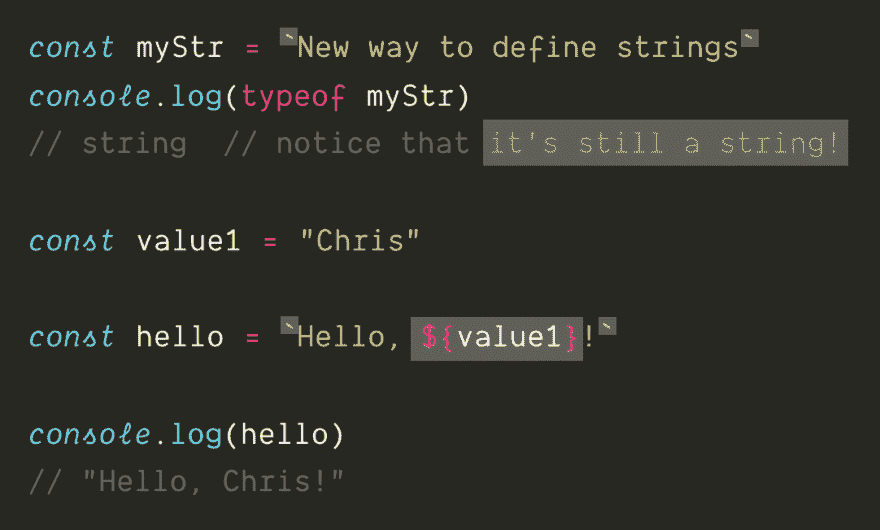 const myStr = `New way to define strings`
console.log(typeof myStr)
// string  // notice that it's still a string!
const value1 = "Chris"
const hello = `Hello, ${value1}!`
console.log(hello)
// "Hello, Chris!"